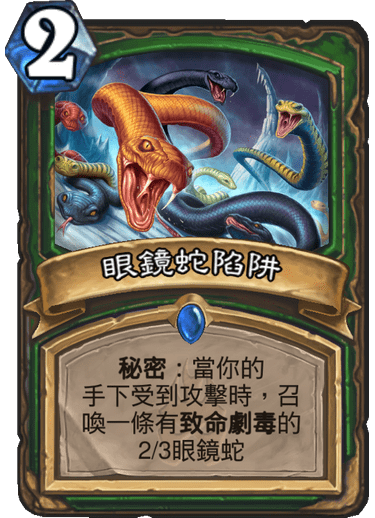 2
眼鏡蛇陷阱
秘密：當你的
手下受到攻擊時，召
喚一條有致命劇毒的
2/3眼鏡蛇